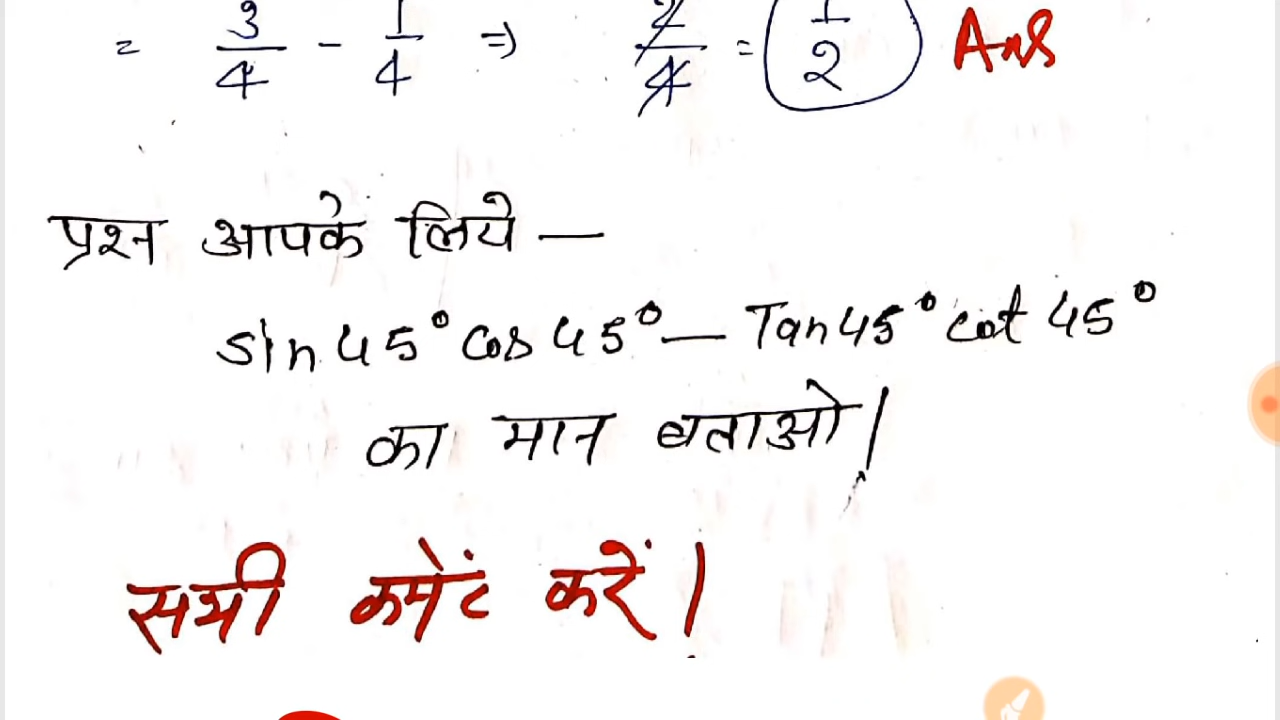 = 3/4 - 1/4 ⇒ 2/4 = 1/2 Ans
प्रश्न आपके लिये —
sin 45° cos 45° — Tan 45° cot 45°
का मान बताओ।
सभी कमेंट करें।